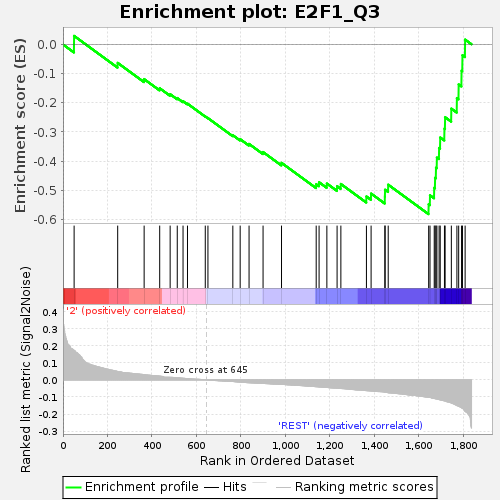 Enrichment plot: E2F1_Q3
Enrichment score (ES)
0.0
-0.1
-0.2
-0.3
-0.4
-0.5
-0.6
'2' (positively correlated)
Zero cross at 645
'REST' (negatively correlated)
Ranked list metric (Signal2Noise)
0.4
0.3
0.2
0.1
0.0
-0.1
-0.2
-0.3
0 200 400 600 800 1,000 1,200 1,400 1,600 1,800
Rank in Ordered Dataset
Enrichment profile Hits Ranking metric scores